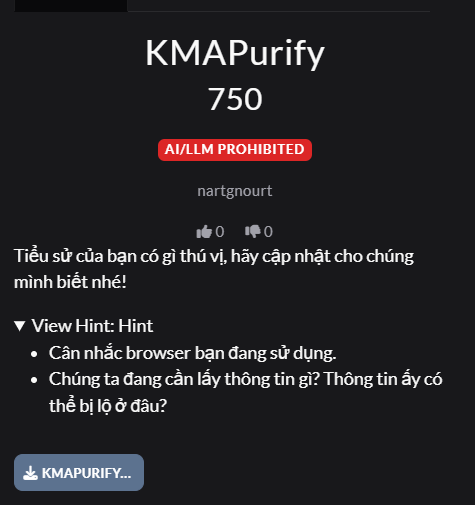 KMAPurify
750
AI/LLM PROHIBITED
nartgnourt
0 0
Tiểu sử của bạn có gì thú vị, hãy cập nhật cho chúng
mình biết nhé!
▼ View Hint: Hint
• Cân nhắc browser bạn đang sử dụng.
• Chúng ta đang cần lấy thông tin gì? Thông tin ấy có
thể bị lộ ở đâu?
KMAPURIFY...